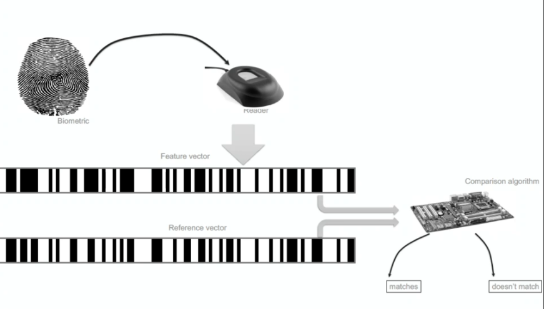 Biometric
Reader
Feature vector
Comparison algorithm
Reference vector
matches
doesn't match